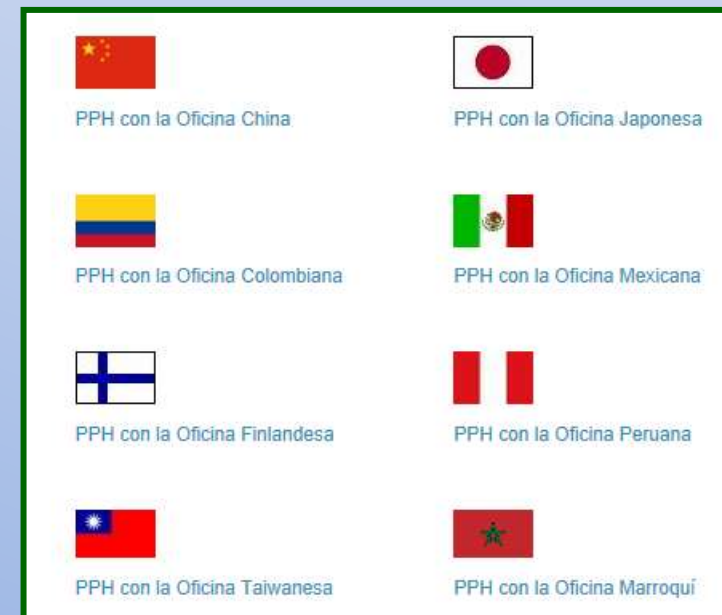 PPH con la Oficina China
PPH con la Oficina Japonesa
PPH con la Oficina Colombiana
PPH con la Oficina Mexicana
PPH con la Oficina Finlandesa
PPH con la Oficina Peruana
PPH con la Oficina Taiwanesa
PPH con la Oficina Marroquí